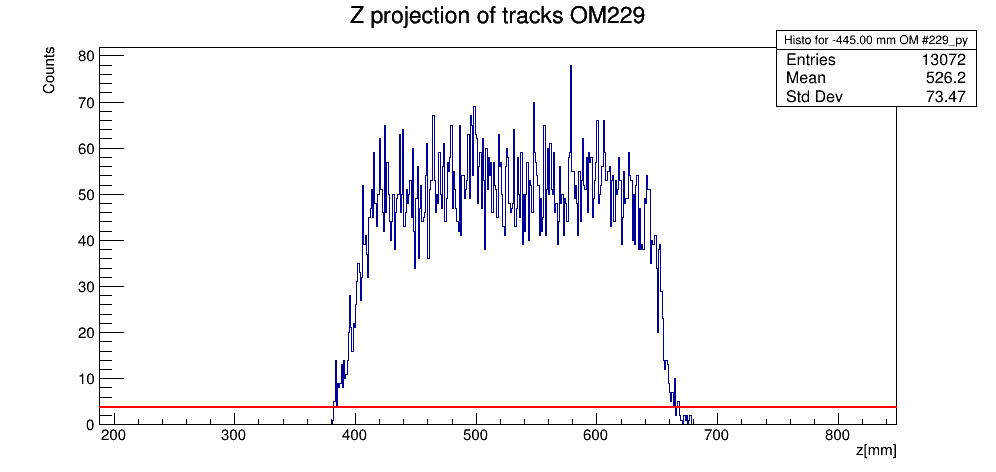 Z projection of tracks OM229
Histo for -445.00 mm OM #229_py
Entries 13072
Mean 526.2
Std Dev 73.47
Counts
80
70
60
50
40
30
20
10
0
200 300 400 500 600 700 800
z[mm]